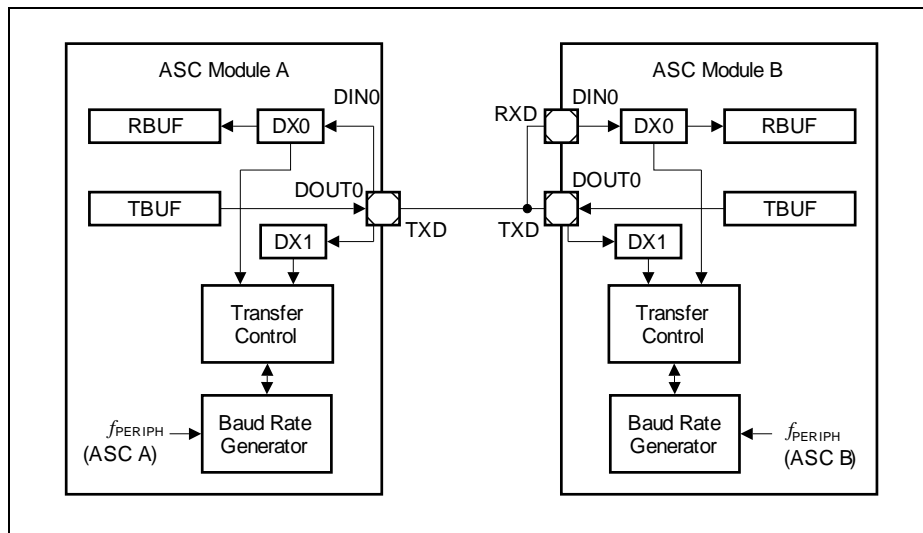 ASC Module A
DIN0
RBUF
DX0
DOUT0
TBUF
TXD
DX1
Transfer
Control
Baud Rate
Generator
fPERIPH
(ASC A)
ASC Module B
RXD
DIN0
DX0
RBUF
DOUT0
TBUF
TXD
DX1
Transfer
Control
Baud Rate
Generator
fPERIPH
(ASC B)